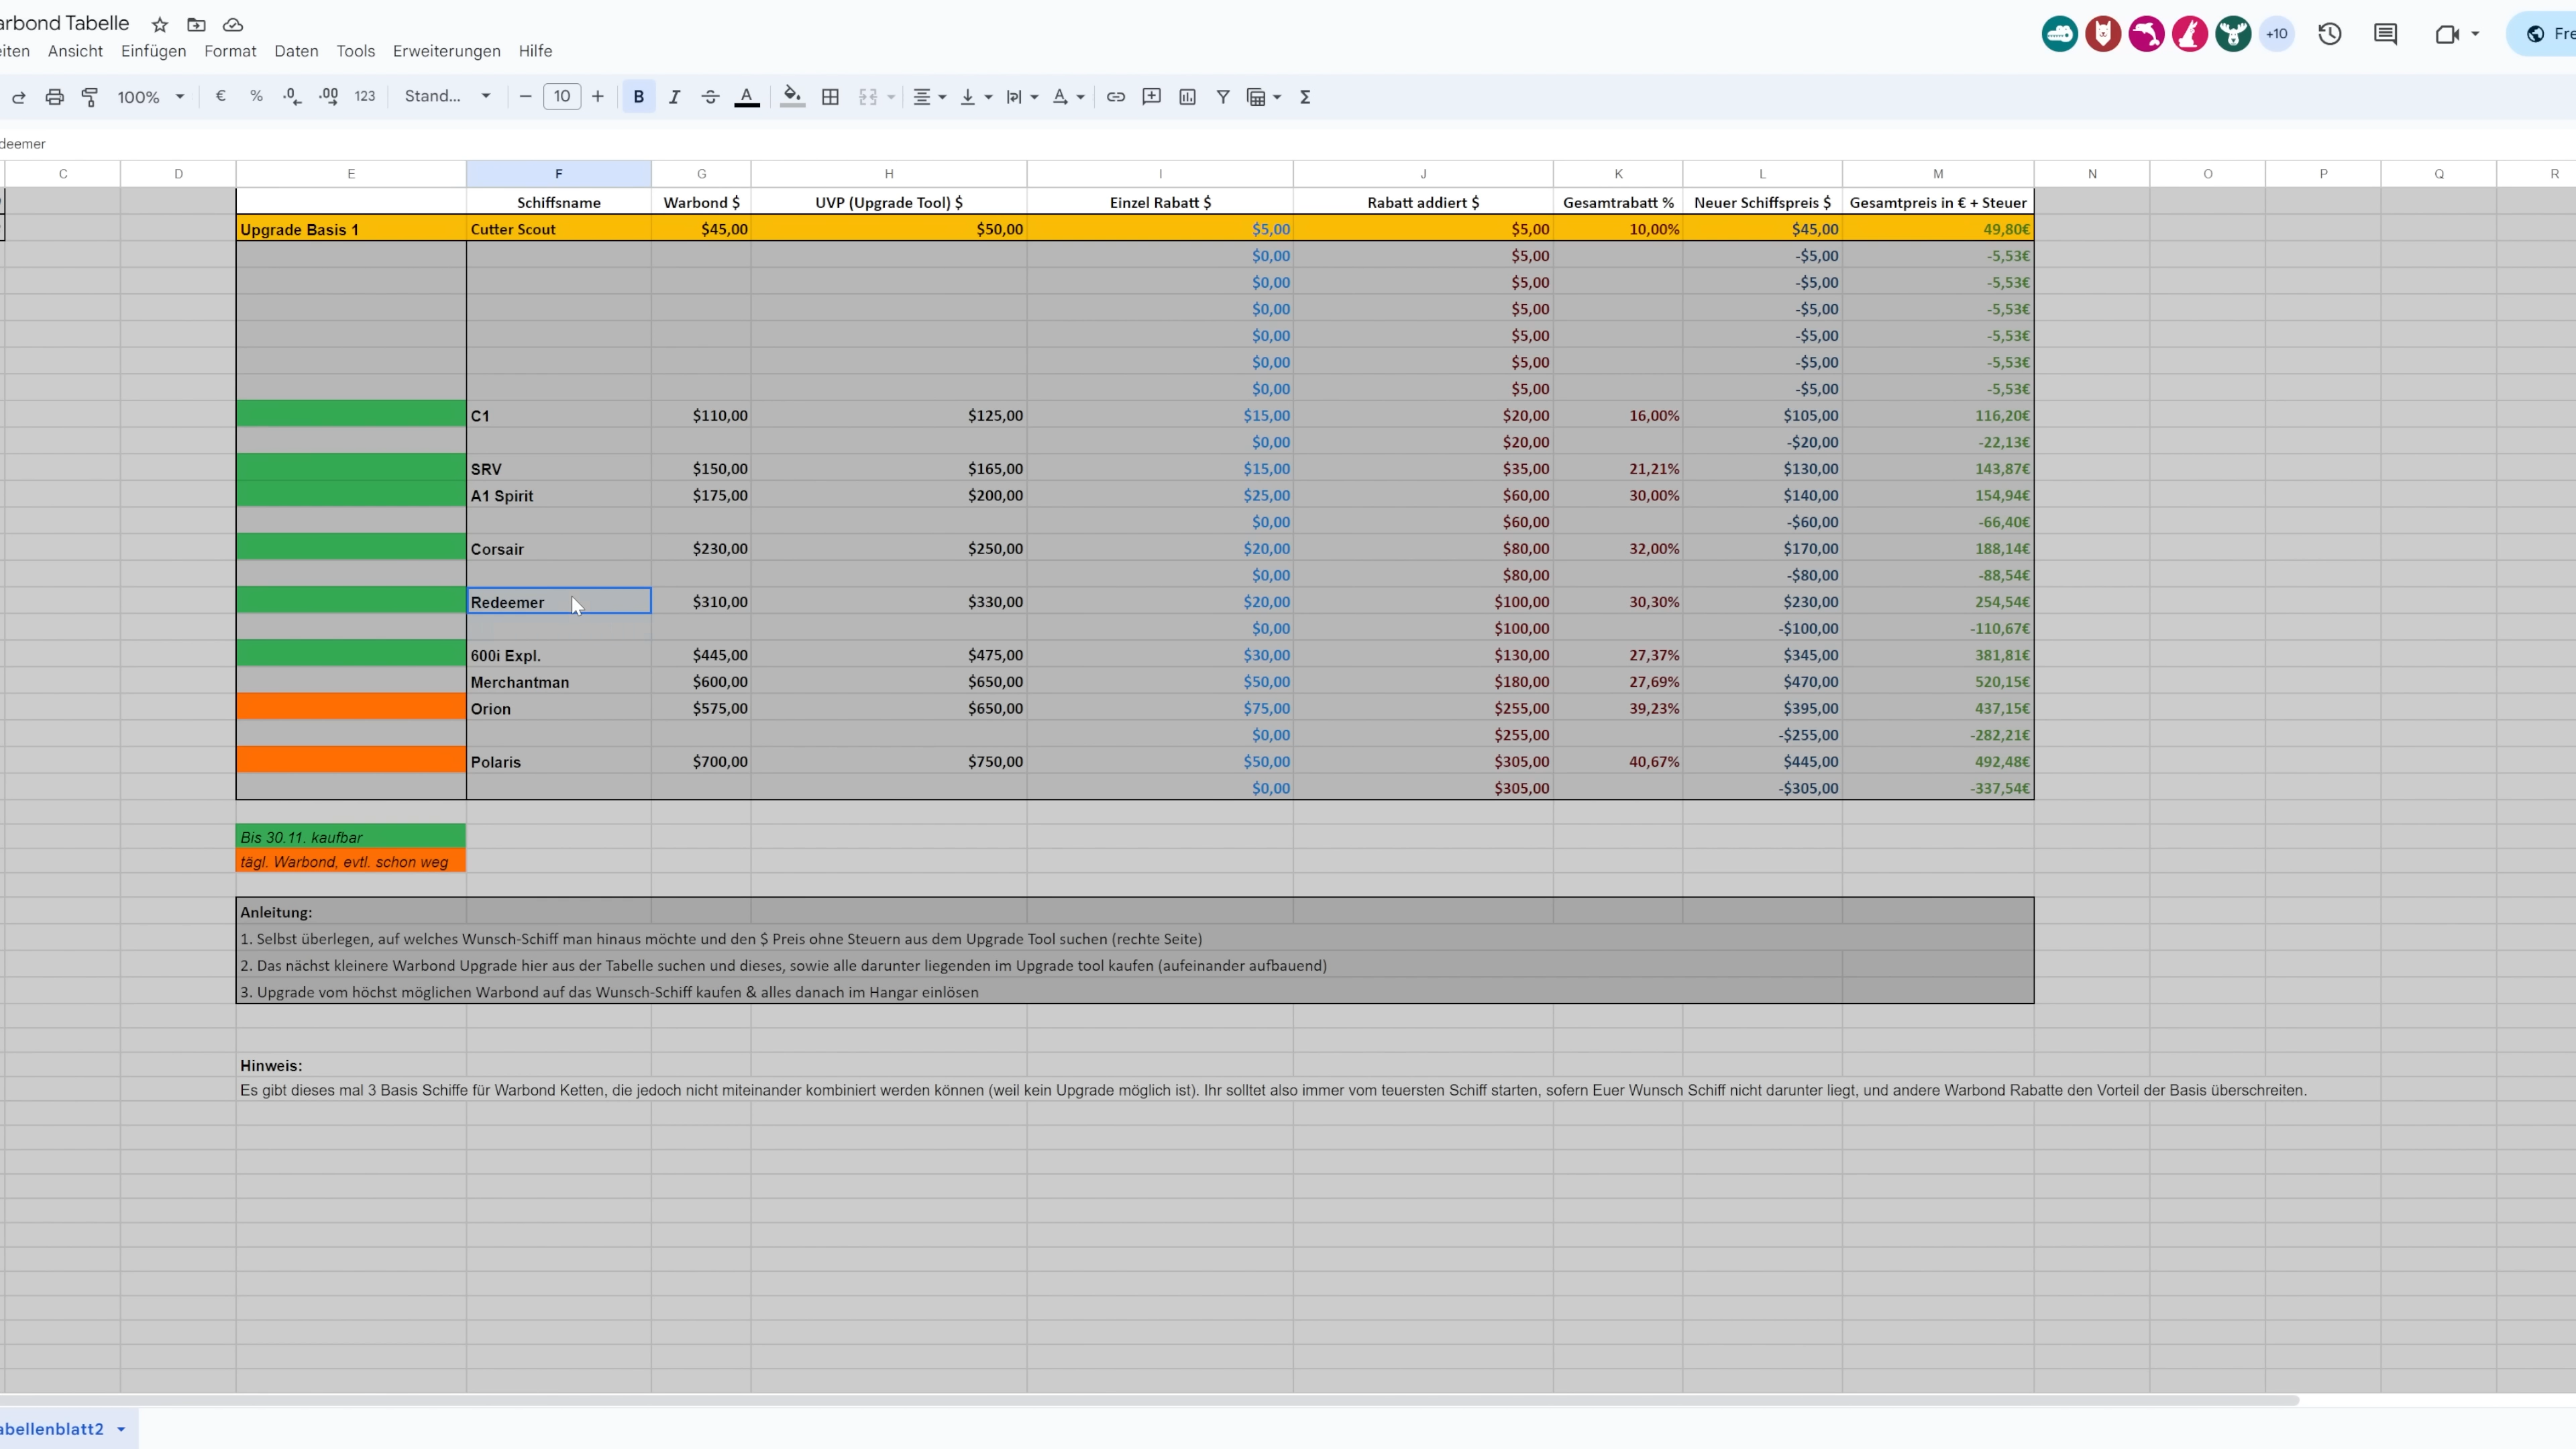 arbond Tabelle
+10
Fre
eiten Ansicht Einfügen Format Daten Tools Erweiterungen Hilfe
100% € % .0 .00 123 Stand... − 10 + B I S A Σ
deemer
C D E F G H I J K L M N O P Q R
Schiffsname Warbond $ UVP (Upgrade Tool) $ Einzel Rabatt $ Rabatt addiert $ Gesamtrabatt % Neuer Schiffspreis $ Gesamtpreis in € + Steuer
Upgrade Basis 1 Cutter Scout $45,00 $50,00 $5,00 $5,00 10,00% $45,00 49,80€
$0,00 $5,00 -$5,00 -5,53€
$0,00 $5,00 -$5,00 -5,53€
$0,00 $5,00 -$5,00 -5,53€
$0,00 $5,00 -$5,00 -5,53€
$0,00 $5,00 -$5,00 -5,53€
$0,00 $5,00 -$5,00 -5,53€
C1 $110,00 $125,00 $15,00 $20,00 16,00% $105,00 116,20€
$0,00 $20,00 -$20,00 -22,13€
SRV $150,00 $165,00 $15,00 $35,00 21,21% $130,00 143,87€
A1 Spirit $175,00 $200,00 $25,00 $60,00 30,00% $140,00 154,94€
$0,00 $60,00 -$60,00 -66,40€
Corsair $230,00 $250,00 $20,00 $80,00 32,00% $170,00 188,14€
$0,00 $80,00 -$80,00 -88,54€
Redeemer $310,00 $330,00 $20,00 $100,00 30,30% $230,00 254,54€
$0,00 $100,00 -$100,00 -110,67€
600i Expl. $445,00 $475,00 $30,00 $130,00 27,37% $345,00 381,81€
Merchantman $600,00 $650,00 $50,00 $180,00 27,69% $470,00 520,15€
Orion $575,00 $650,00 $75,00 $255,00 39,23% $395,00 437,15€
$0,00 $255,00 -$255,00 -282,21€
Polaris $700,00 $750,00 $50,00 $305,00 40,67% $445,00 492,48€
$0,00 $305,00 -$305,00 -337,54€
Bis 30.11. kaufbar
tägl. Warbond, evtl. schon weg
Anleitung:
1. Selbst überlegen, auf welches Wunsch-Schiff man hinaus möchte und den $ Preis ohne Steuern aus dem Upgrade Tool suchen (rechte Seite)
2. Das nächst kleinere Warbond Upgrade hier aus der Tabelle suchen und dieses, sowie alle darunter liegenden im Upgrade tool kaufen (aufeinander aufbauend)
3. Upgrade vom höchst möglichen Warbond auf das Wunsch-Schiff kaufen & alles danach im Hangar einlösen
Hinweis:
Es gibt dieses mal 3 Basis Schiffe für Warbond Ketten, die jedoch nicht miteinander kombiniert werden können (weil kein Upgrade möglich ist). Ihr solltet also immer vom teuersten Schiff starten, sofern Euer Wunsch Schiff nicht darunter liegt, und andere Warbond Rabatte den Vorteil der Basis überschreiten.
abellenblatt2